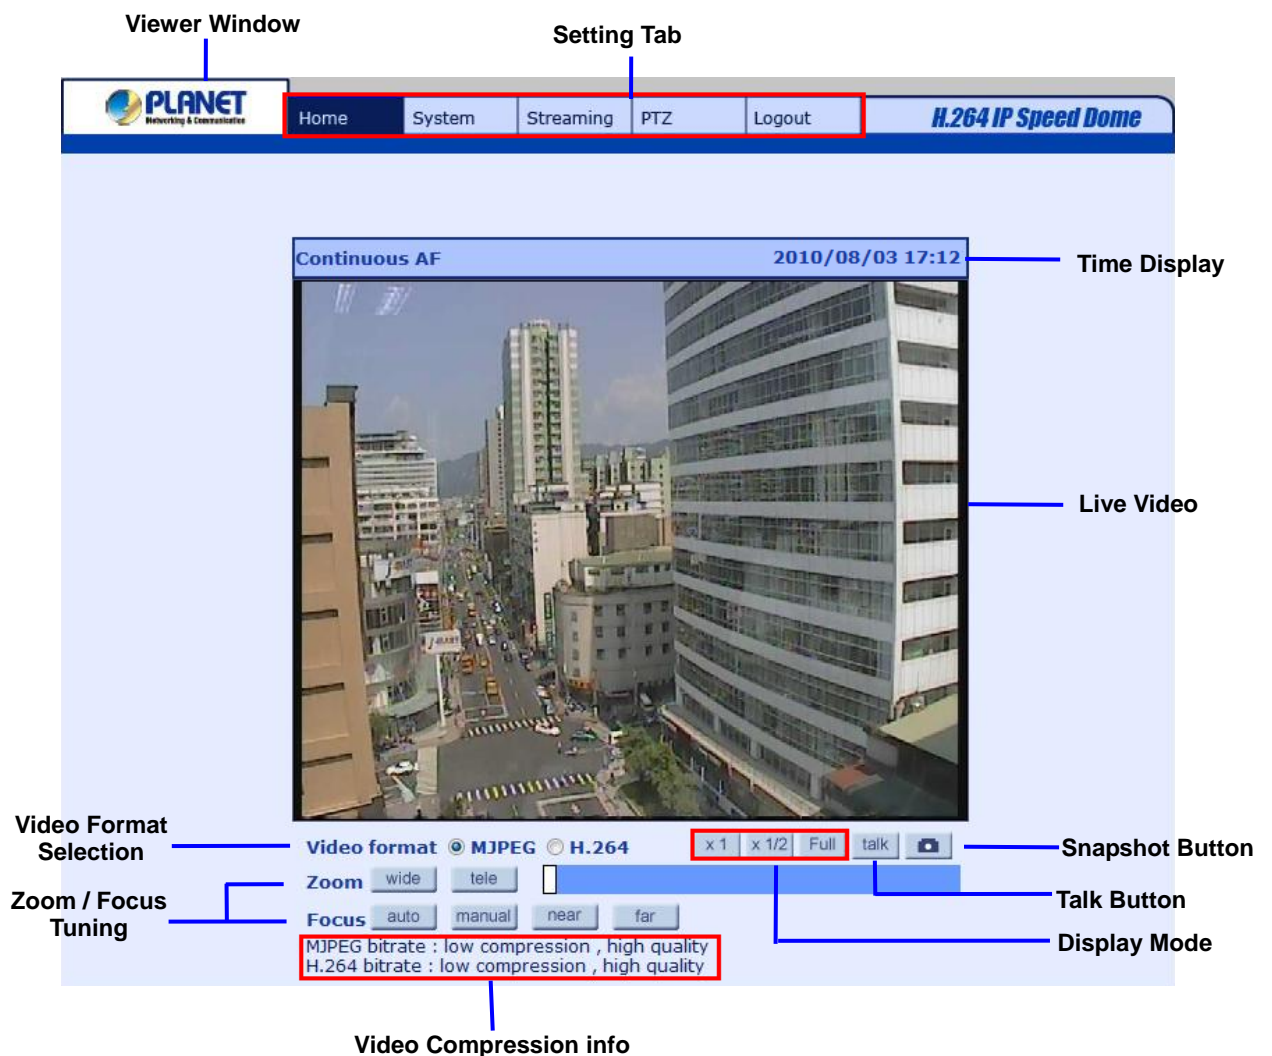 Viewer Window
Setting Tab
PLANET
Networking & Communication
Home System Streaming PTZ Logout
H.264 IP Speed Dome
Continuous AF 2010/08/03 17:12
Time Display
Live Video
J-MART
Video Format
Selection
Video format MJPEG H.264
x 1 x 1/2 Full talk
Snapshot Button
Zoom wide tele
Zoom / Focus
Tuning
Talk Button
Focus auto manual near far
Display Mode
MJPEG bitrate : low compression , high quality
H.264 bitrate : low compression , high quality
Video Compression info